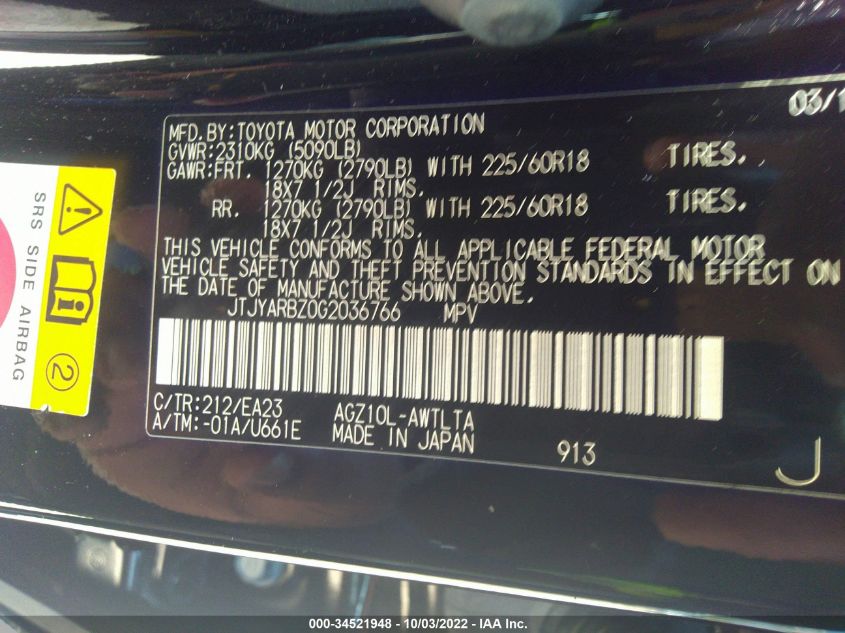 03/1
MFD.BY:TOYOTA MOTOR CORPORATION
GVWR:2310KG (5090LB)
GAWR:FRT. 1270KG (2790LB) WITH 225/60R18 TIRES.
18X7 1/2J RIMS.
RR. 1270KG (2790LB) WITH 225/60R18 TIRES.
18X7 1/2J RIMS.
THIS VEHICLE CONFORMS TO ALL APPLICABLE FEDERAL MOTOR
VEHICLE SAFETY AND THEFT PREVENTION STANDARDS IN EFFECT ON
THE DATE OF MANUFACTURE SHOWN ABOVE.
JTJYARBZ0G2036766 MPV
C/TR:212/EA23 AGZ10L-AWTLTA
A/TM:-01A/U661E MADE IN JAPAN
913
J
SRS SIDE AIRBAG
2
000-34521948 - 10/03/2022 - IAA Inc.